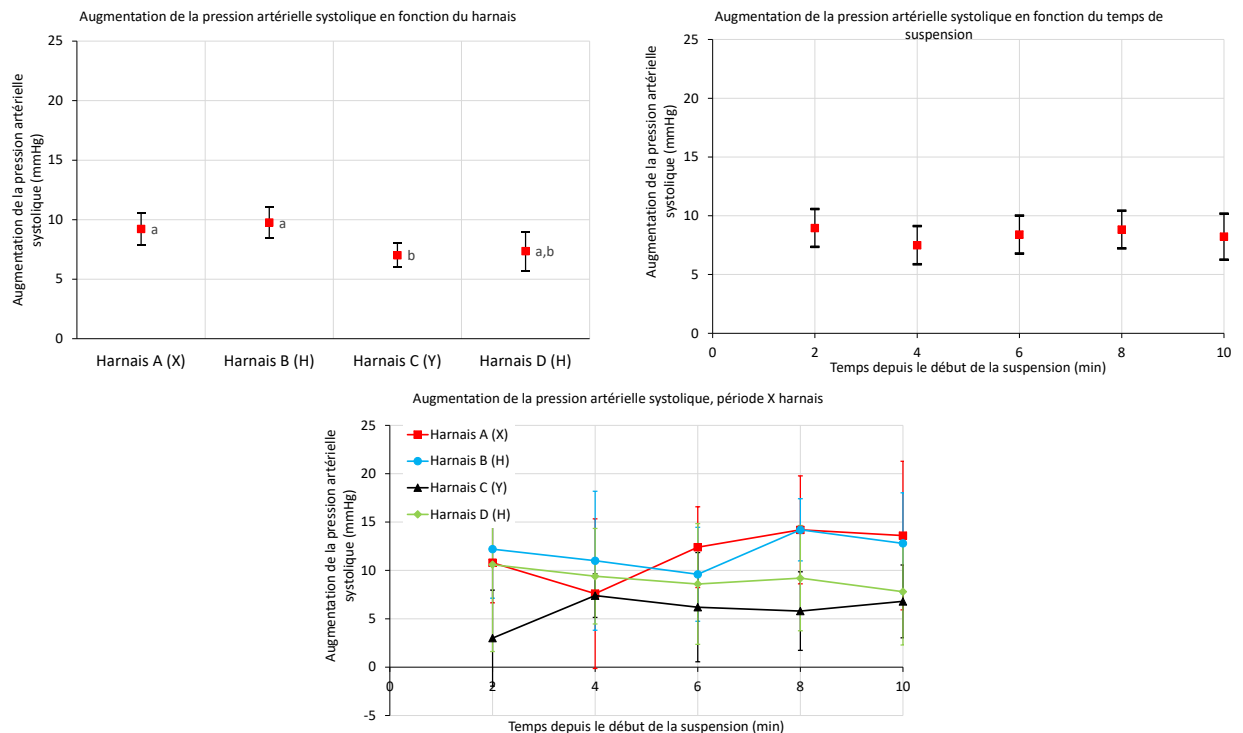 Augmentation de la pression artérielle systolique en fonction du harnais
Augmentation de la pression artérielle
systolique (mmHg)
25
20
15
10
5
0
a
a
b
a,b
Harnais A (X)
Harnais B (H)
Harnais C (Y)
Harnais D (H)
Augmentation de la pression artérielle systolique en fonction du temps de
suspension
Augmentation de la pression artérielle
systolique (mmHg)
25
20
15
10
5
0
0
2
4
6
8
10
Temps depuis le début de la suspension (min)
Augmentation de la pression artérielle systolique, période X harnais
Augmentation de la pression artérielle
systolique (mmHg)
25
20
15
10
5
0
-5
Harnais A (X)
Harnais B (H)
Harnais C (Y)
Harnais D (H)
0
2
4
6
8
10
Temps depuis le début de la suspension (min)